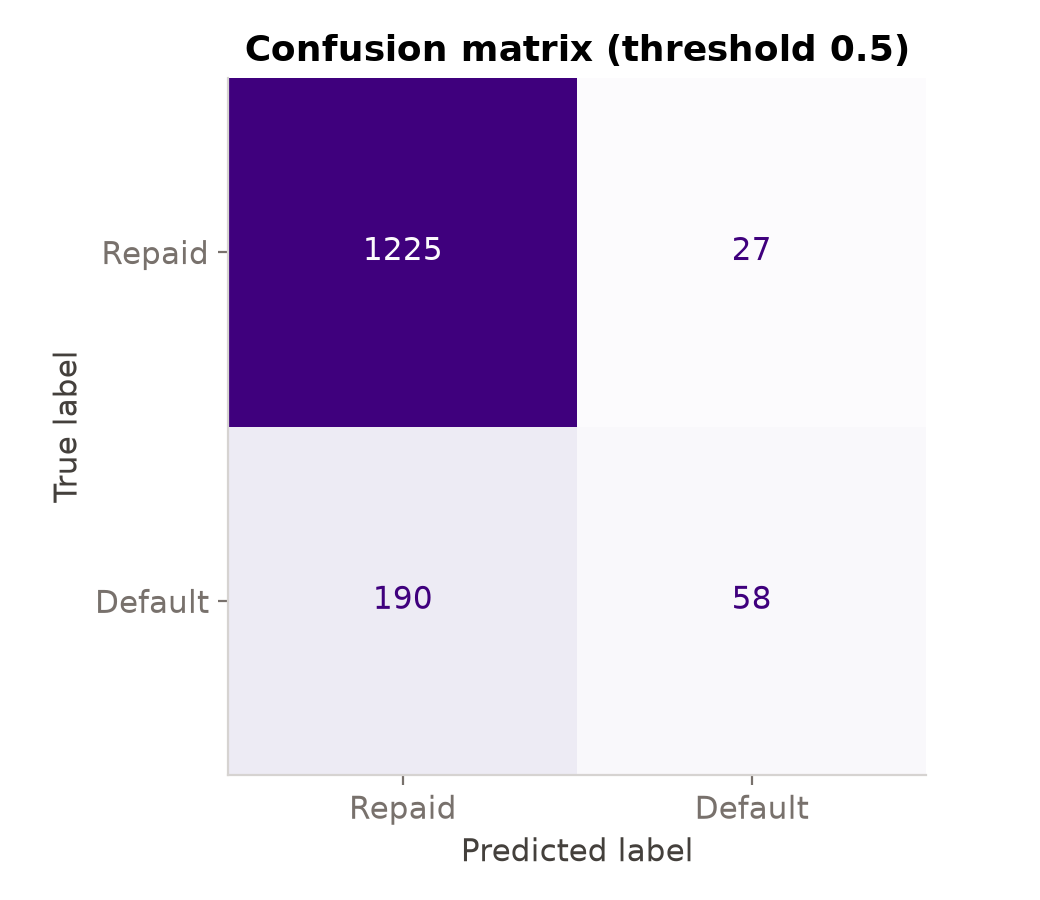 Confusion matrix (threshold 0.5)
True label
Repaid
1225
27
Default
190
58
Repaid
Default
Predicted label